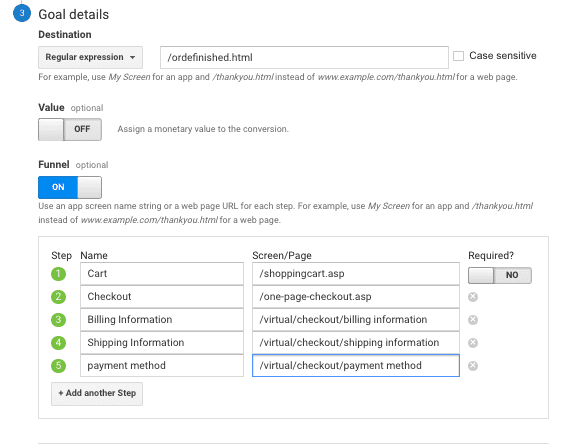 3 Goal details
Destination
Regular expression /ordefinished.html Case sensitive
For example, use My Screen for an app and /thankyou.html instead of www.example.com/thankyou.html for a web page.
Value optional
OFF Assign a monetary value to the conversion.
Funnel optional
ON
Use an app screen name string or a web page URL for each step. For example, use My Screen for an app and /thankyou.html
instead of www.example.com/thankyou.html for a web page.
Step Name Screen/Page Required?
1 Cart /shoppingcart.asp NO
2 Checkout /one-page-checkout.asp
3 Billing Information /virtual/checkout/billing information
4 Shipping Information /virtual/checkout/shipping information
5 payment method /virtual/checkout/payment method
+ Add another Step